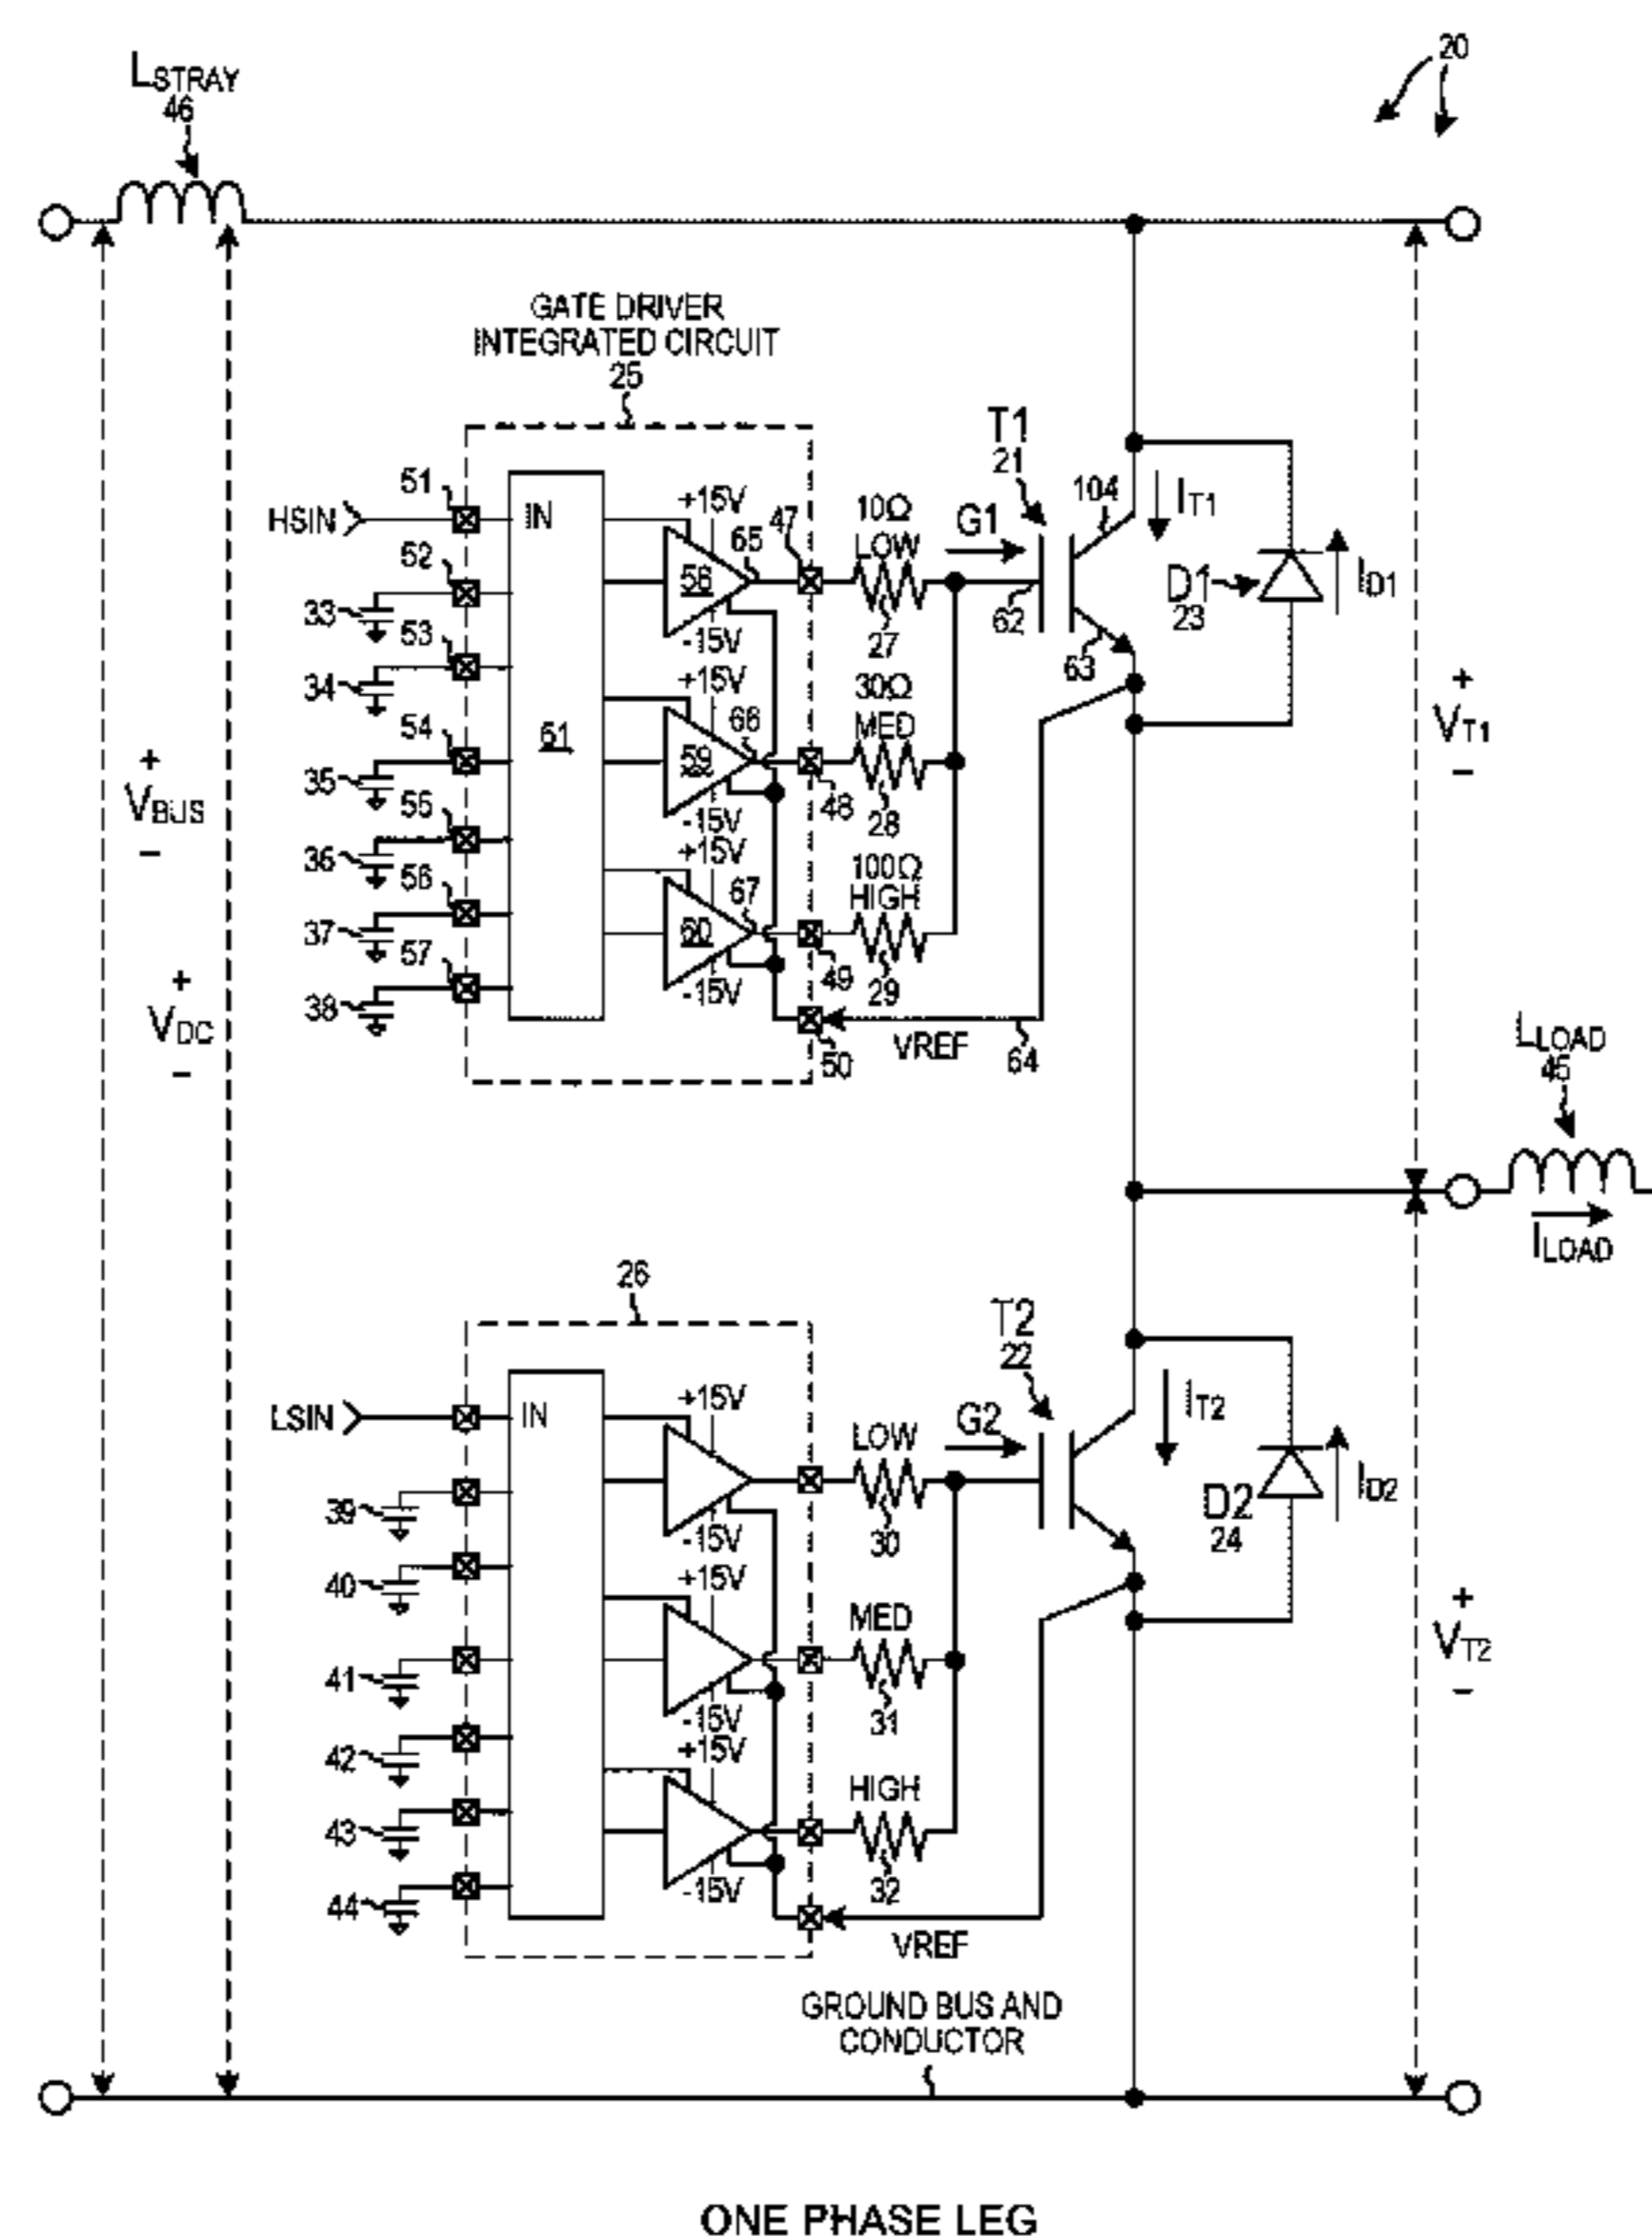 20
LSTRAY
46
GATE DRIVER
INTEGRATED CIRCUIT
25
T1
21
51
HSIN
IN
+15V
47
10Ω
LOW
G1
104
IT1
65
52
58
33
53
-15V
27
62
63
D1
23
ID1
34
+15V
30Ω
54
61
66
MED
59
+
VT1
-
+
VBUS
-
35
55
-15V
48
28
36
56
+15V
100Ω
HIGH
67
60
37
57
-15V
49
29
38
+
VDC
-
50
VREF
64
LLOAD
45
ILOAD
26
T2
22
LSIN
IN
+15V
LOW
G2
IT2
39
-15V
30
D2
24
ID2
40
+15V
MED
+
VT2
-
41
-15V
31
42
+15V
HIGH
43
-15V
32
44
VREF
GROUND BUS AND
CONDUCTOR
ONE PHASE LEG